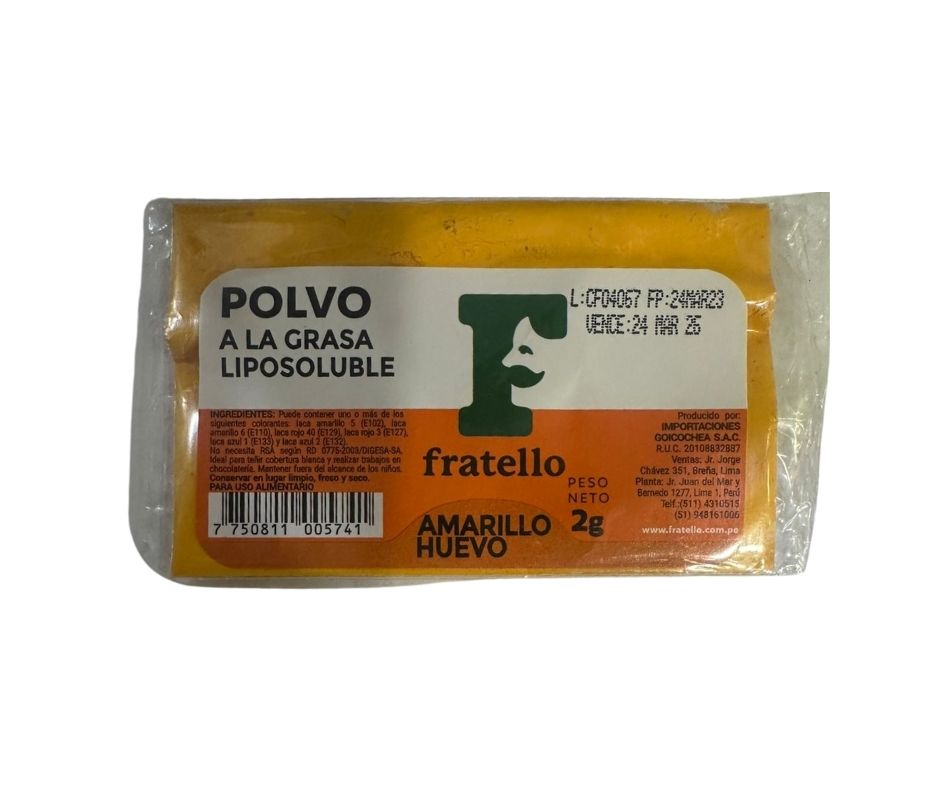 POLVO
A LA GRASA
LIPOSOLUBLE
L:CF04067 FP:24MAR23
VENCE:24 MAR 26
INGREDIENTES: Puede contener uno o más de los
siguientes colorantes: laca amarillo 5 (E102), laca
amarillo 6 (E110), laca rojo 40 (E129), laca rojo 3 (E127),
laca azul 1 (E133) y laca azul 2 (E132).
No necesita RSA según RD 0775-2003/DIGESA-SA.
Ideal para teñir cobertura blanca y realizar trabajos en
chocolatería. Mantener fuera del alcance de los niños.
Conservar en lugar limpio, freso y seco.
PARA USO ALIMENTARIO
7 750811 005741
F
fratello
AMARILLO
HUEVO
PESO
NETO
2g
Producido por:
IMPORTACIONES
GOICOCHEA S.A.C.
R.U.C. 20108832887
Ventas: Jr. Jorge
Chávez 351, Breña, Lima
Planta: Jr. Juan del Mar y
Bernedo 1277, Lima 1, Perú
Telf.:(511) 4310515
(51) 948161006
www.fratello.com.pe